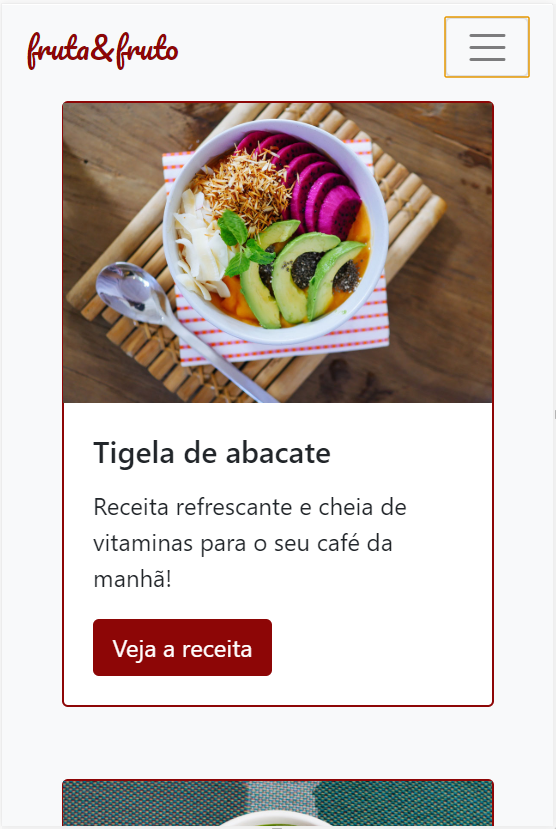 fruta&fruto
Tigela de abacate
Receita refrescante e cheia de
vitaminas para o seu café da
manhã!
Veja a receita